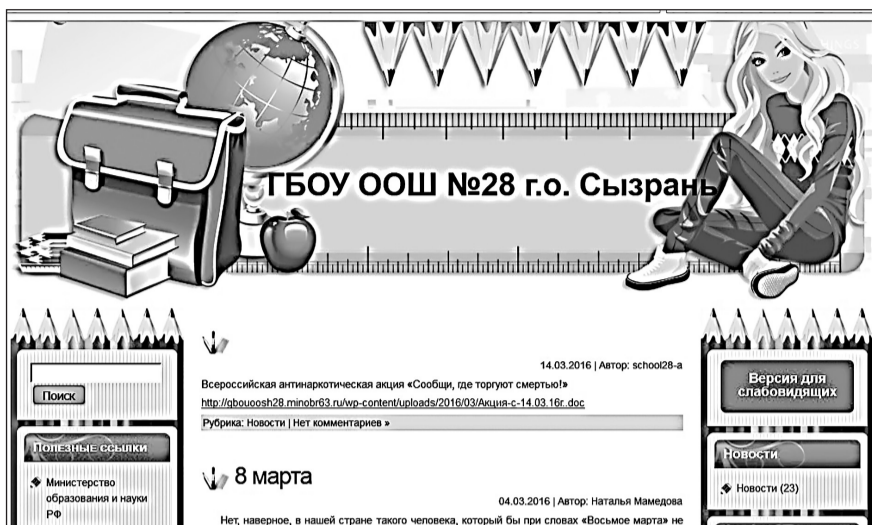 ГБОУ ООШ №28 г.о. Сызрань
14.03.2016 | Автор: school28-a
Всероссийская антинаркотическая акция «Сообщи, где торгуют смертью!»
http://gbouoosh28.minobr63.ru/wp-content/uploads/2016/03/Акция-с-14.03.16г..doc
Рубрика: Новости | Нет комментариев »
8 марта
04.03.2016 | Автор: Наталья Мамедова
Нет, наверное, в нашей стране такого человека, который бы при словах «Восьмое марта» не
Поиск
Полезные ссылки
Министерство
образования и науки
РФ
Версия для
слабовидящих
Новости
Новости (23)